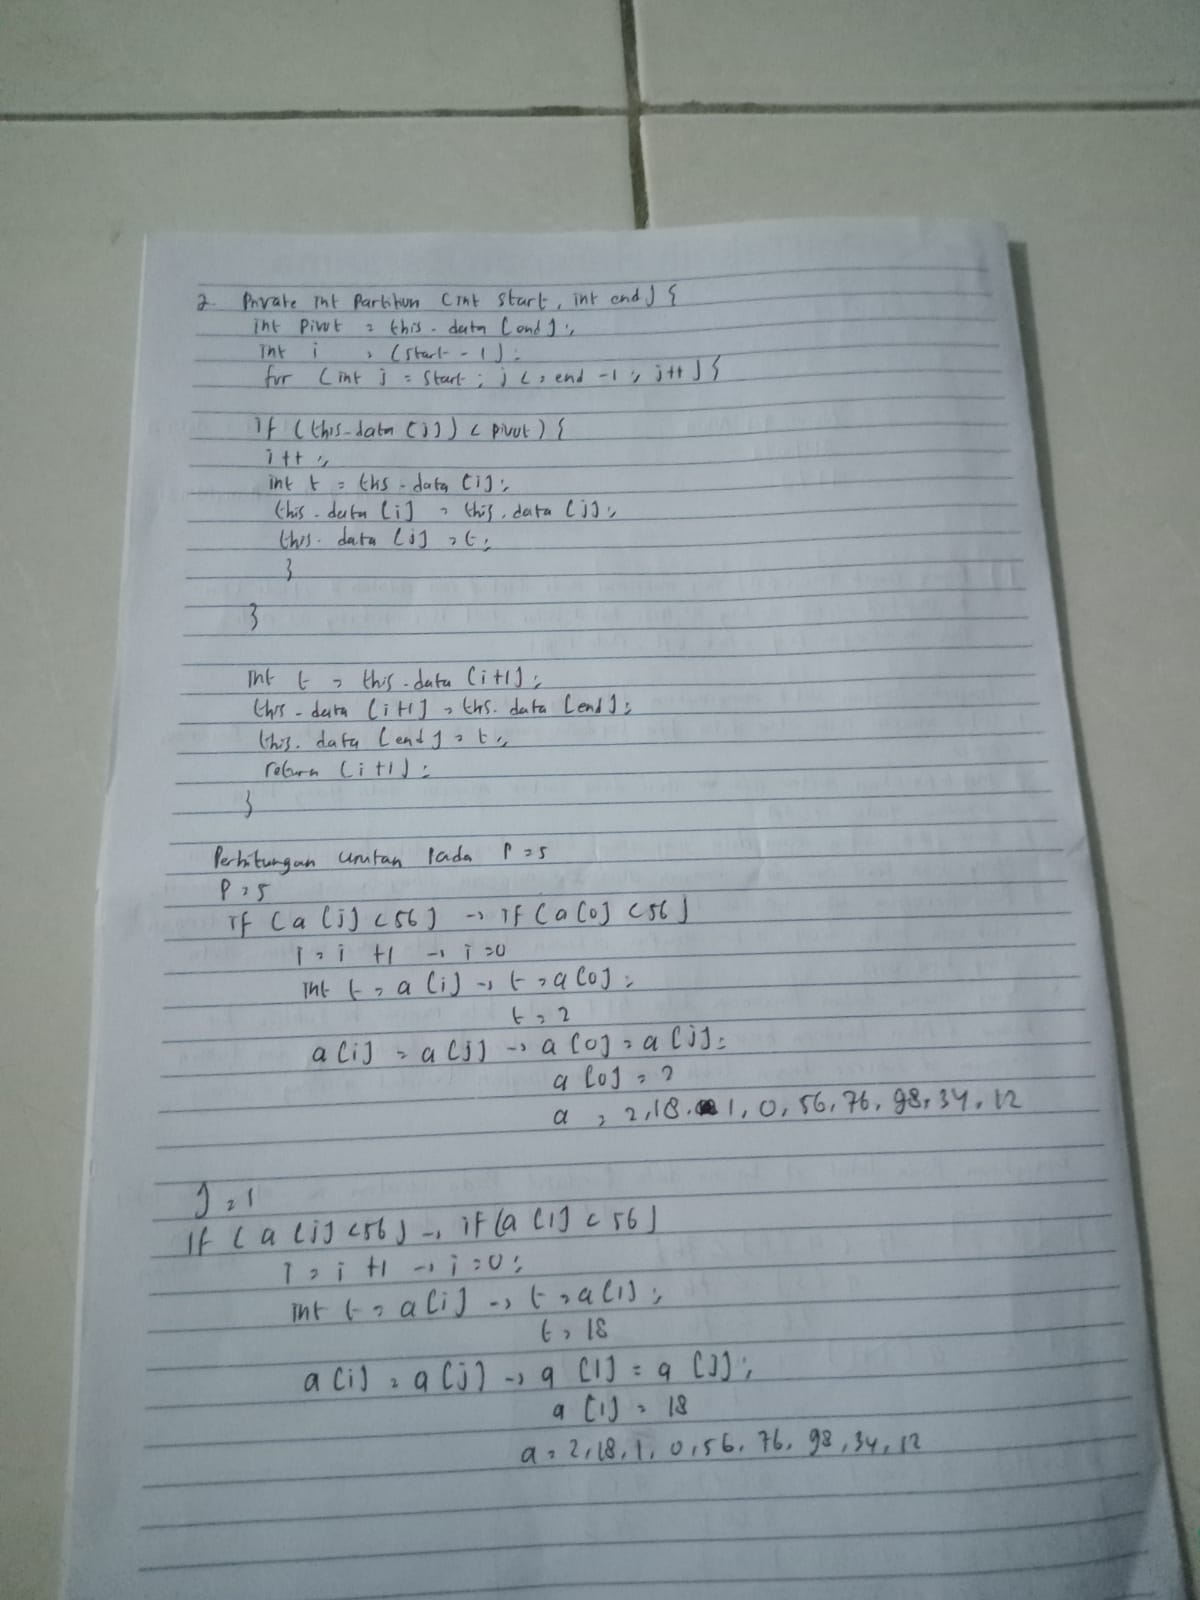 2. Private int Partition (int start, int end) {
int pivot = this.data [end];
int i = (start - 1);
for (int j = start; j <= end - 1; j++) {
if (this.data [j]) < pivot) {
i++;
int t = this.data [i];
this.data [i] = this.data [j];
this.data [j] = t;
}
}
int t = this.data [i+1];
this.data [i+1] = this.data [end];
this.data [end] = t;
return (i+1);
}
Perhitungan urutan Pada P = 5
P = 5
if (a [j] < 56) -> if (a [0] < 56)
i = i +1 -> i = 0
int t = a [i] -> t = a [0];
t = 2
a [i] = a [j] -> a [0] = a [j];
a [0] = 2
a = 2, 18, 1, 0, 56, 76, 98, 34, 12
J = 1
if (a [j] < 56) -> if (a [1] < 56)
i = i +1 -> i = 0;
int t = a [i] -> t = a [1];
t = 18
a [i] = a [j] -> a [1] = a [J];
a [1] = 18
a = 2, 18, 1, 0, 56, 76, 98, 34, 12